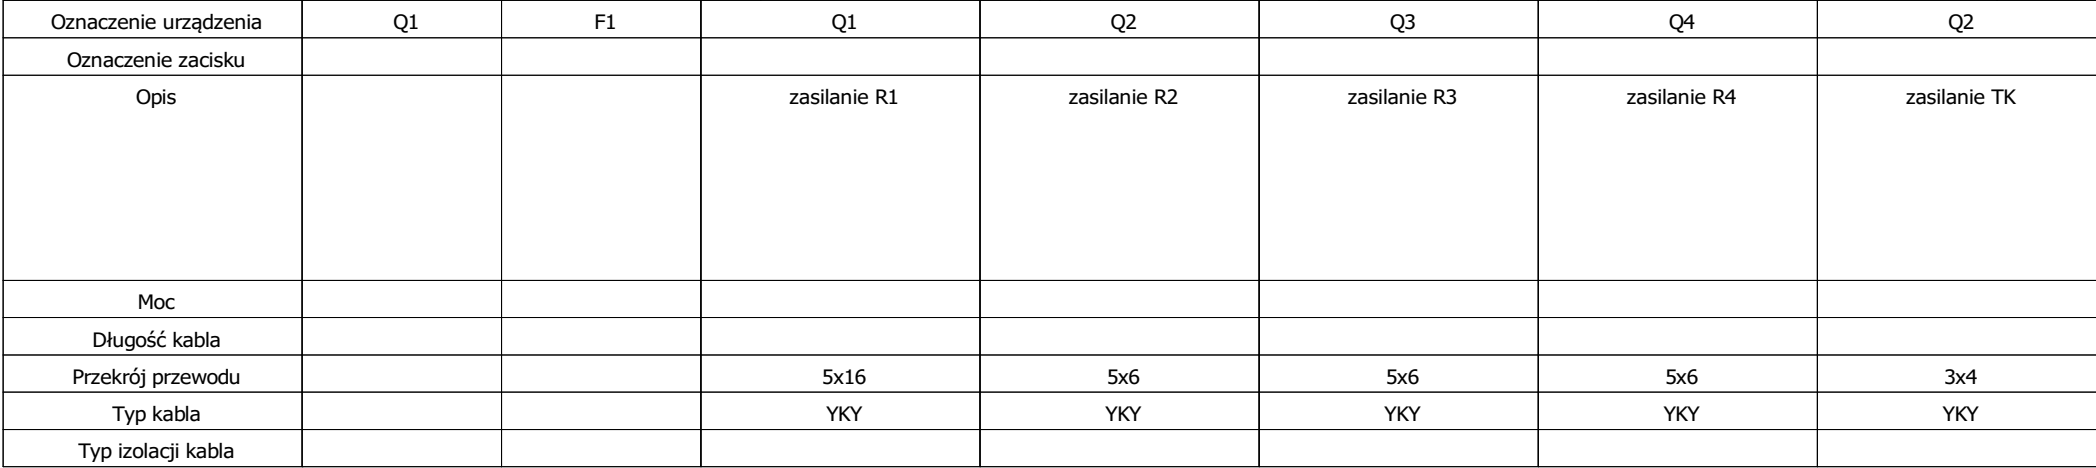 Oznaczenie urządzenia Q1 F1 Q1 Q2 Q3 Q4 Q2
Oznaczenie zacisku
Opis zasilanie R1 zasilanie R2 zasilanie R3 zasilanie R4 zasilanie TK
Moc
Długość kabla
Przekrój przewodu 5x16 5x6 5x6 5x6 3x4
Typ kabla YKY YKY YKY YKY YKY
Typ izolacji kabla